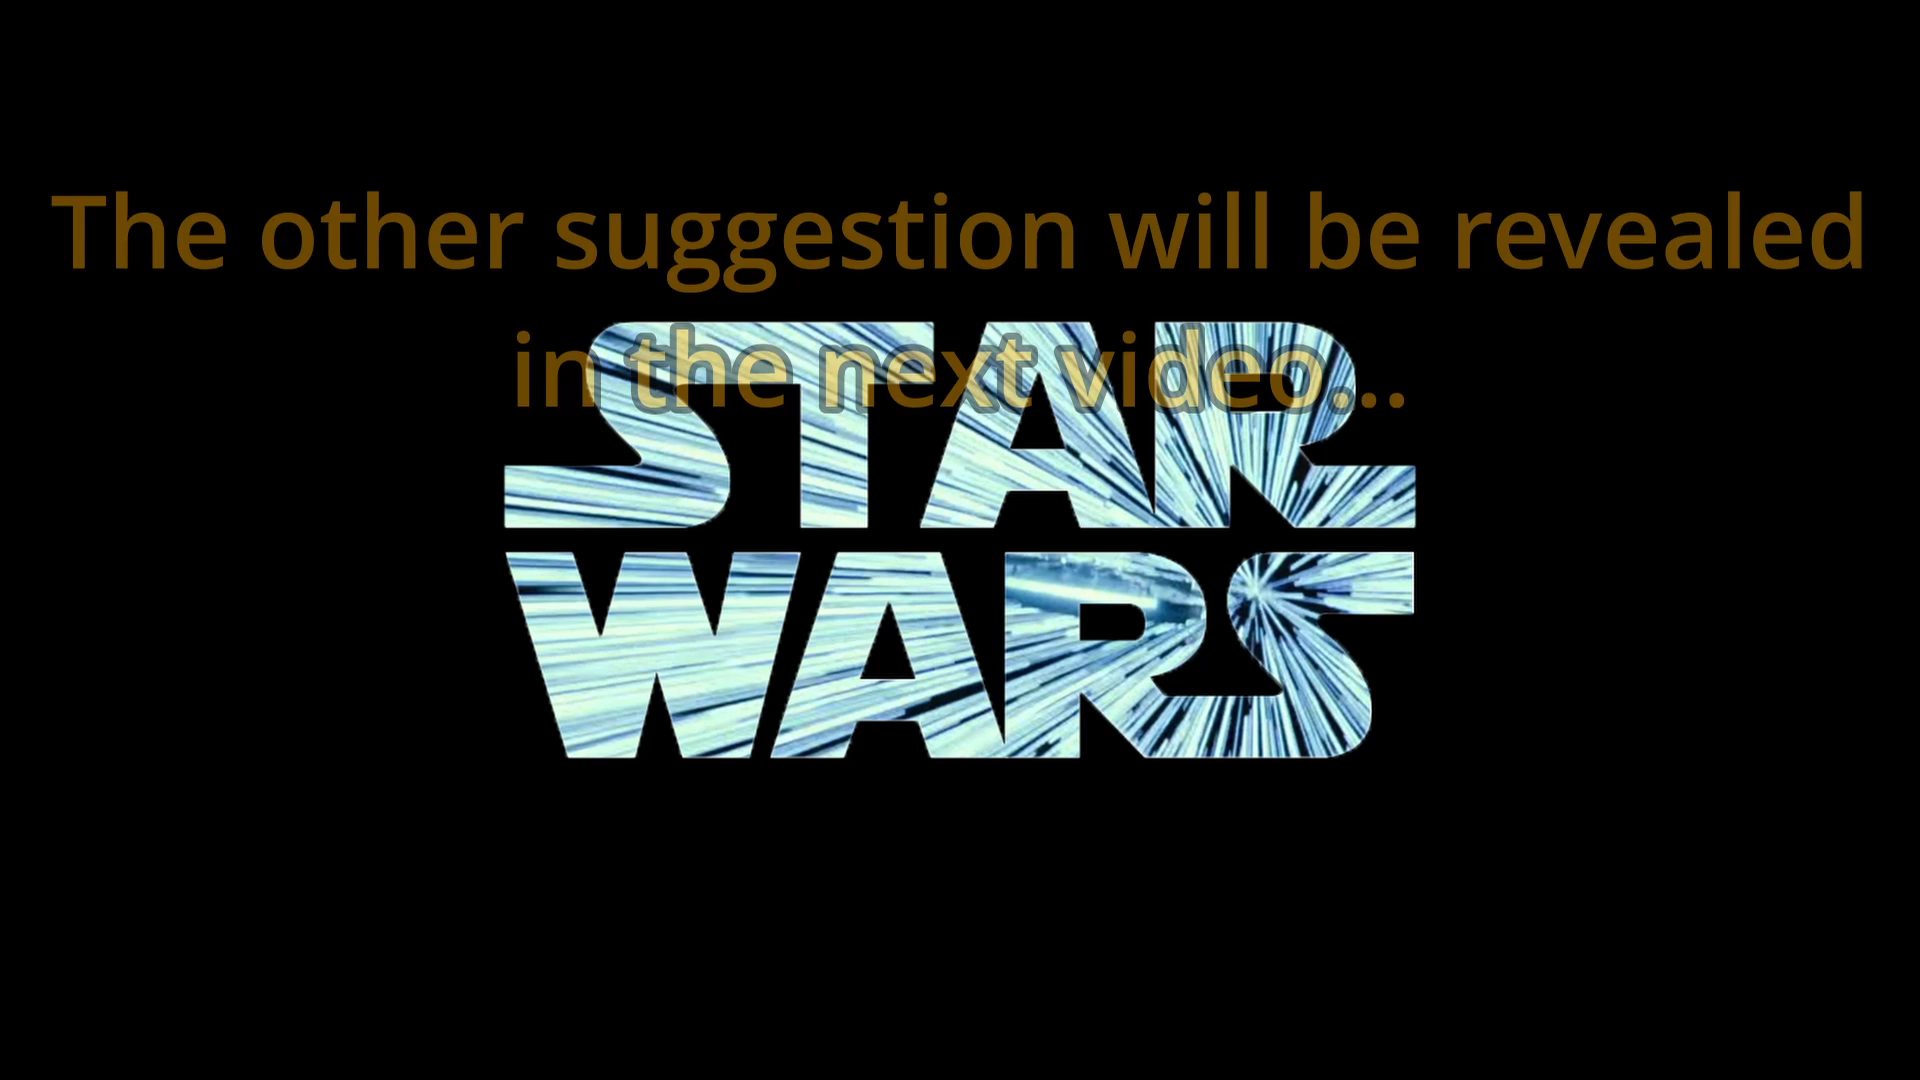 The other suggestion will be revealed
in the next video...
STAR
WARS